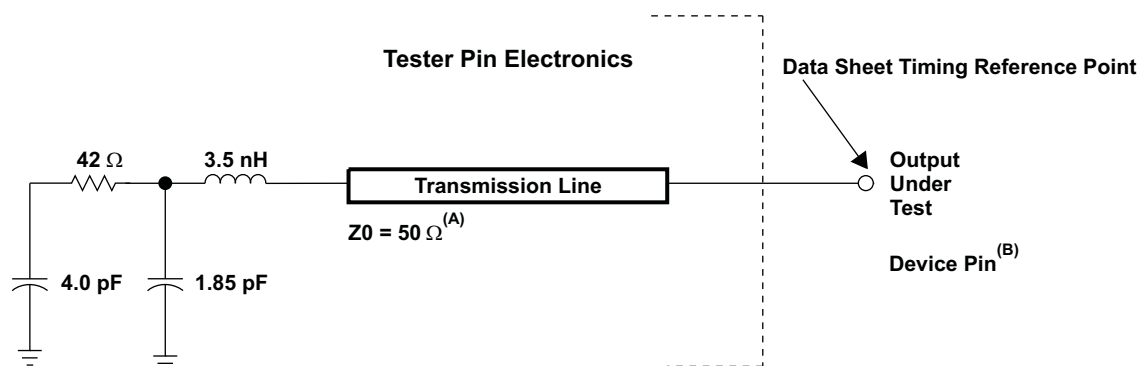 Tester Pin Electronics
Data Sheet Timing Reference Point
42 Ω
3.5 nH
Transmission Line
Output
Under
Test
Z0 = 50 Ω(A)
Device Pin(B)
4.0 pF
1.85 pF